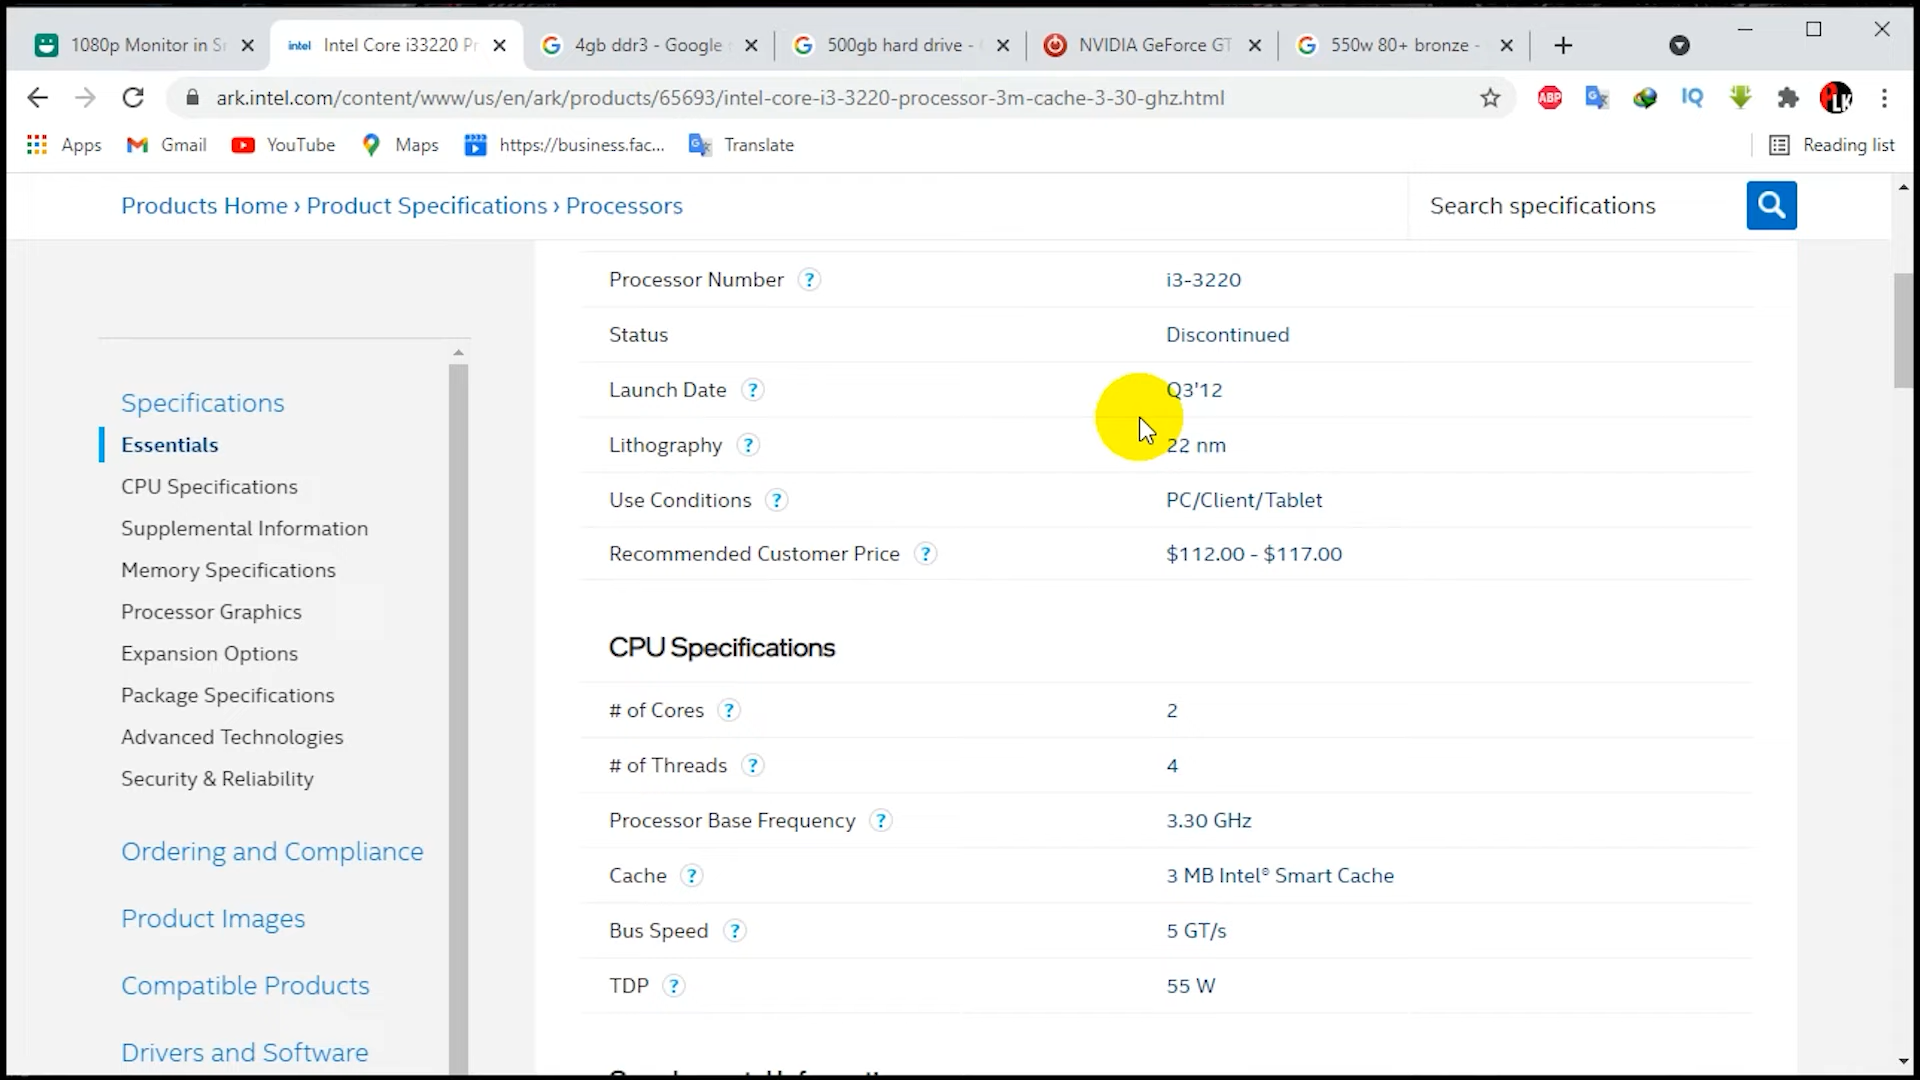 1080p Monitor in Sr
intel Intel Core i33220 Pr
4gb ddr3 - Google
500gb hard drive -
NVIDIA GeForce GT
550w 80+ bronze -
ark.intel.com/content/www/us/en/ark/products/65693/intel-core-i3-3220-processor-3m-cache-3-30-ghz.html
ABP
IQ
Apps
Gmail
YouTube
Maps
https://business.fac...
Translate
Reading list
Products Home › Product Specifications › Processors
Search specifications
Processor Number ? i3-3220
Status Discontinued
Launch Date ? Q3'12
Lithography ? 22 nm
Use Conditions ? PC/Client/Tablet
Recommended Customer Price ? $112.00 - $117.00
CPU Specifications
# of Cores ? 2
# of Threads ? 4
Processor Base Frequency ? 3.30 GHz
Cache ? 3 MB Intel® Smart Cache
Bus Speed ? 5 GT/s
TDP ? 55 W
Specifications
Essentials
CPU Specifications
Supplemental Information
Memory Specifications
Processor Graphics
Expansion Options
Package Specifications
Advanced Technologies
Security & Reliability
Ordering and Compliance
Product Images
Compatible Products
Drivers and Software